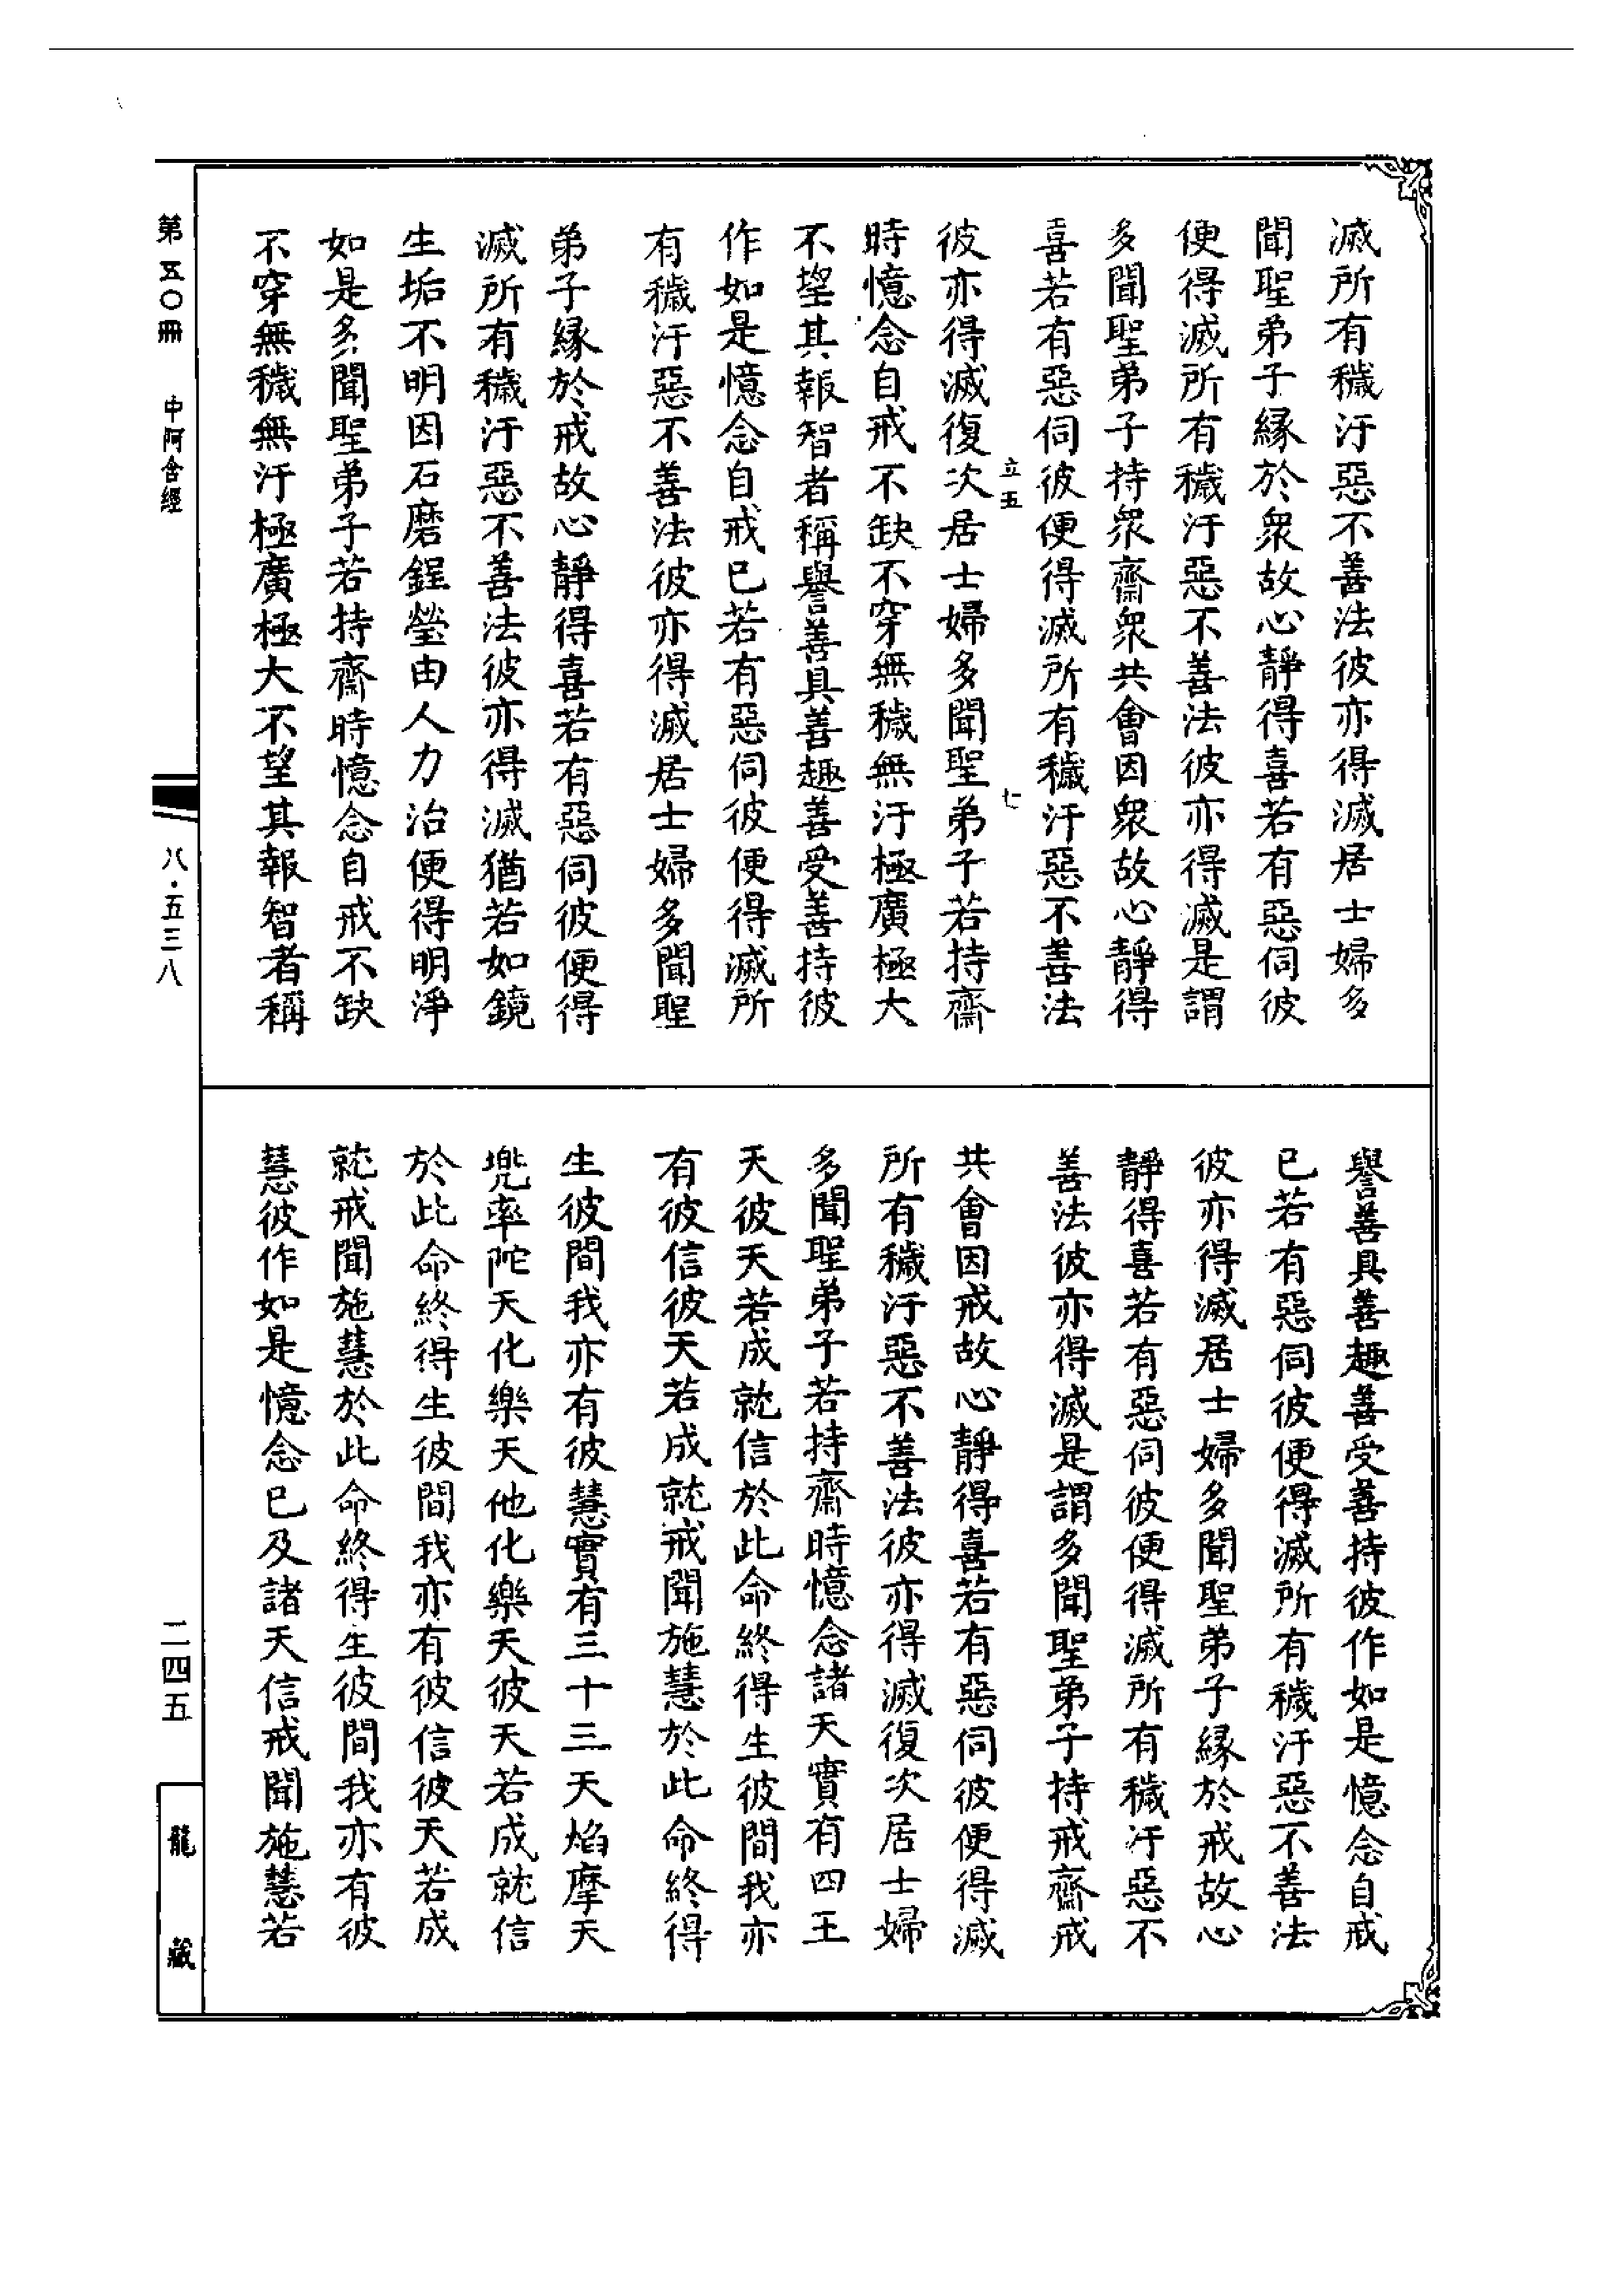 滅所有穢汙惡不善法彼亦得滅居士婦多
聞聖弟子緣於衆故心靜得喜若有惡伺彼
便得滅所有穢汙惡不善法彼亦得滅是謂
多聞聖弟子持衆齋衆共會因衆故心靜得
喜若有惡伺彼便得滅所有穢汙惡不善法
立五
七
彼亦得滅復次居士婦多聞聖弟子若持齋
時憶念自戒不缺不穿無穢無汙極廣極大
不望其報智者稱譽善具善趣善受善持彼
作如是憶念自戒已若有惡伺彼便得滅所
有穢汙惡不善法彼亦得滅居士婦多聞聖
弟子緣於戒故心靜得喜若有惡伺彼便得
滅所有穢汙惡不善法彼亦得滅猶若如鏡
生垢不明因石磨鋥瑩由人力治便得明淨
如是多聞聖弟子若持齋時憶念自戒不缺
不穿無穢無汙極廣極大不望其報智者稱
譽善具善趣善受善持彼作如是憶念自戒
已若有惡伺彼便得滅所有穢汙惡不善法
彼亦得滅居士婦多聞聖弟子緣於戒故心
靜得喜若有惡伺彼便得滅所有穢汙惡不
善法彼亦得滅是謂多聞聖弟子持戒齋戒
共會因戒故心靜得喜若有惡伺彼便得滅
所有穢汙惡不善法彼亦得滅復次居士婦
多聞聖弟子若持齋時憶念諸天實有四王
天彼天若成就信於此命終得生彼間我亦
有彼信彼天若成就戒聞施慧於此命終得
生彼間我亦有彼慧實有三十三天焰摩天
兜率陀天化樂天他化樂天彼天若成就信
於此命終得生彼間我亦有彼信彼天若成
就戒聞施慧於此命終得生彼間我亦有彼
慧彼作如是憶念已及諸天信戒聞施慧若
第五〇冊 中阿含經
八·五三八
二四五
龍藏